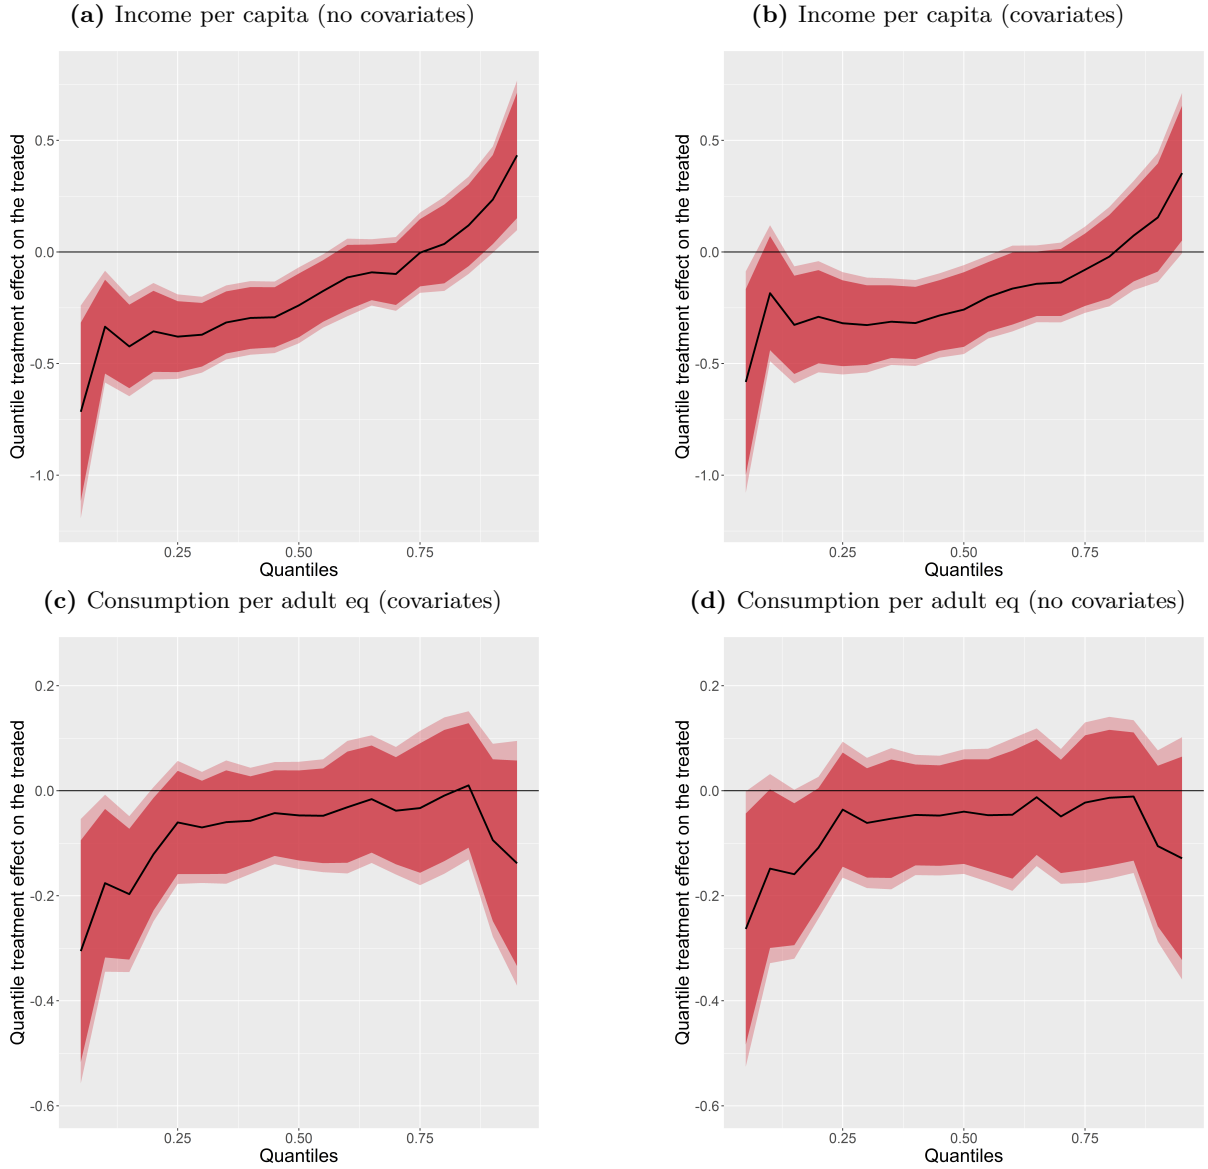 (a) Income per capita (no covariates)
Quantile treatment effect on the treated
0.5
0.0
-0.5
-1.0
0.25 0.50 0.75
Quantiles
(b) Income per capita (covariates)
Quantile treatment effect on the treated
0.5
0.0
-0.5
-1.0
0.25 0.50 0.75
Quantiles
(c) Consumption per adult eq (covariates)
Quantile treatment effect on the treated
0.2
0.0
-0.2
-0.4
-0.6
0.25 0.50 0.75
Quantiles
(d) Consumption per adult eq (no covariates)
Quantile treatment effect on the treated
0.2
0.0
-0.2
-0.4
-0.6
0.25 0.50 0.75
Quantiles